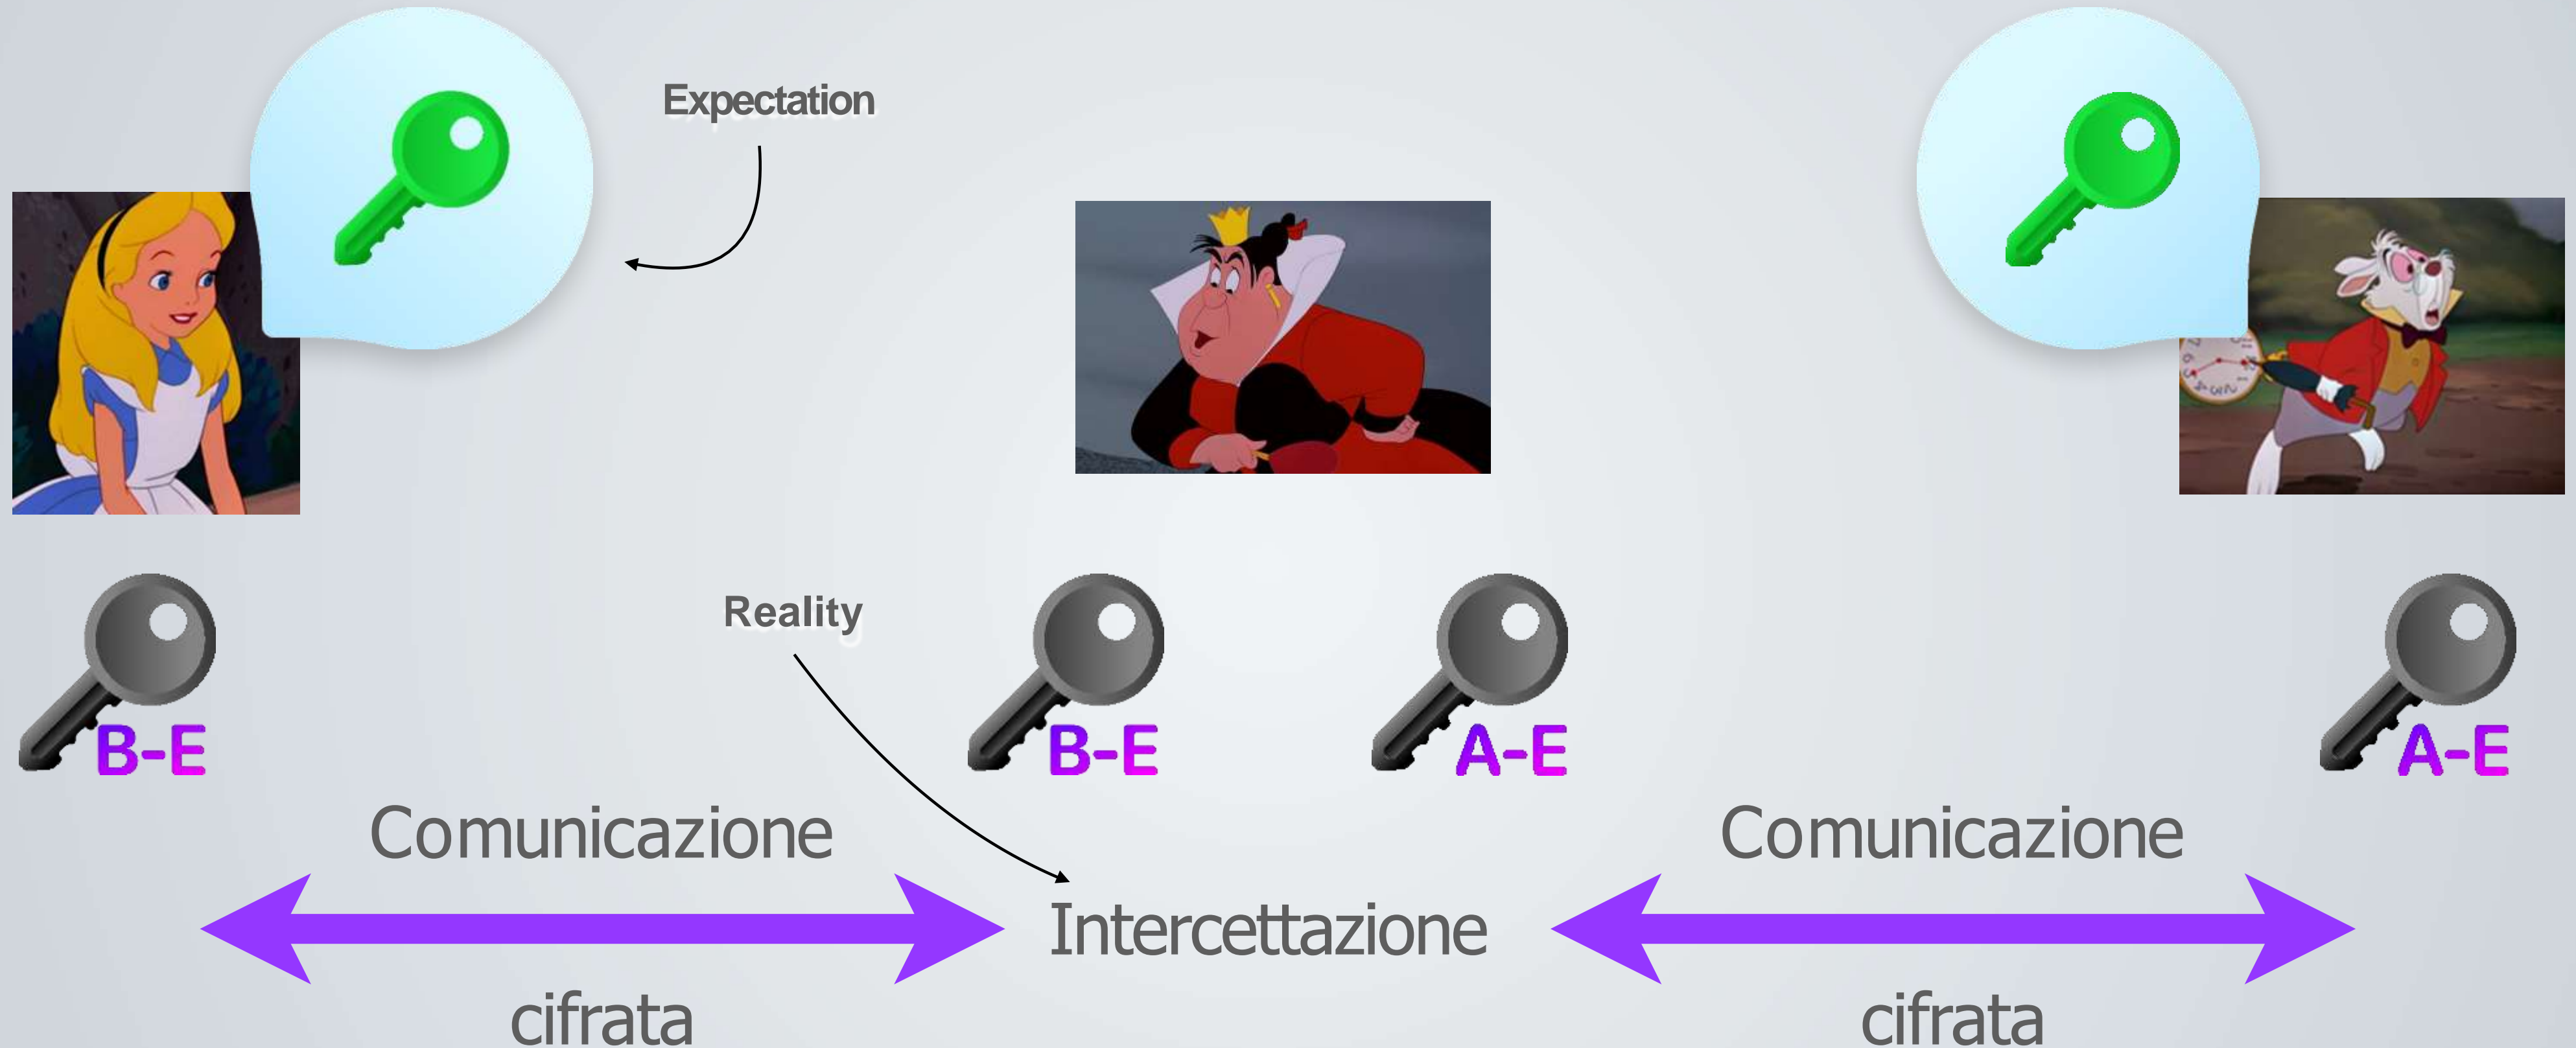 Expectation
Reality
B-E
B-E
A-E
A-E
Comunicazione
cifrata
Intercettazione
Comunicazione
cifrata